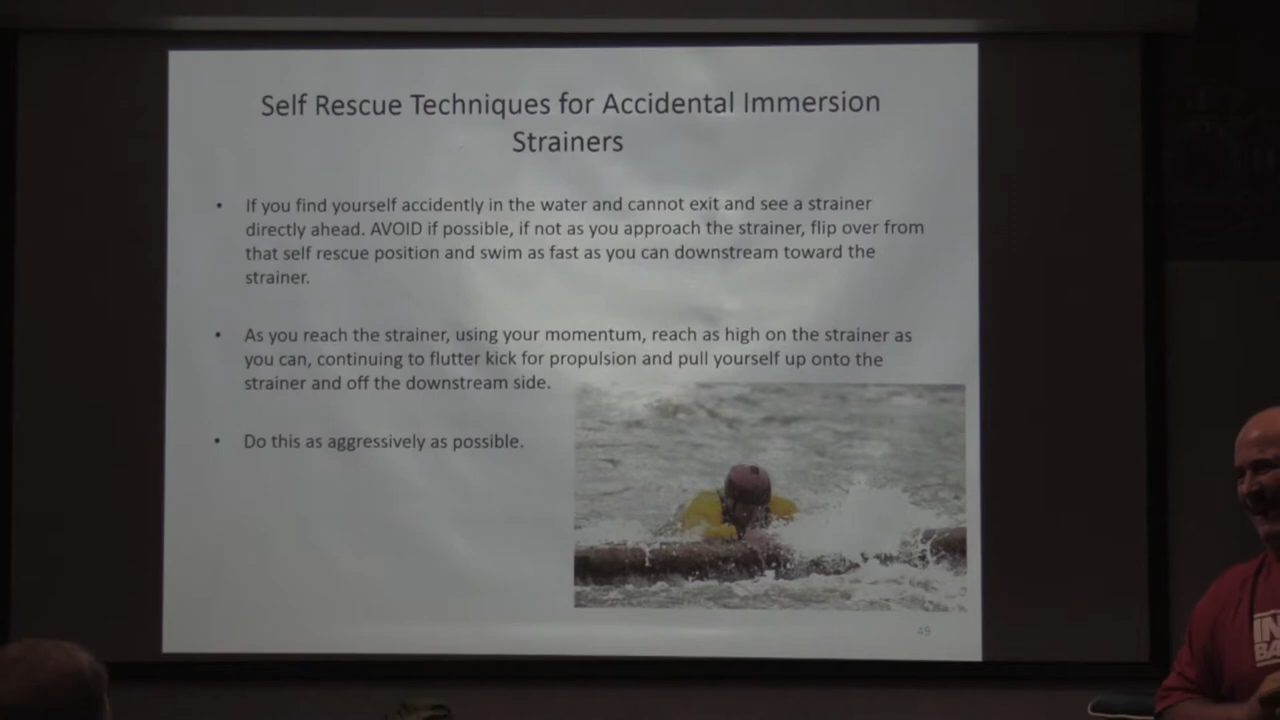 Self Rescue Techniques for Accidental Immersion
Strainers
• If you find yourself accidently in the water and cannot exit and see a strainer
directly ahead. AVOID if possible, if not as you approach the strainer, flip over from
that self rescue position and swim as fast as you can downstream toward the
strainer.
• As you reach the strainer, using your momentum, reach as high on the strainer as
you can, continuing to flutter kick for propulsion and pull yourself up onto the
strainer and off the downstream side.
• Do this as aggressively as possible.
49
IN
BA